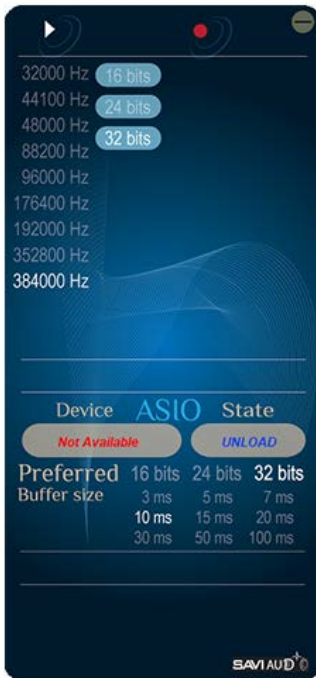 32000 Hz 16 bits
44100 Hz 24 bits
48000 Hz 32 bits
88200 Hz
96000 Hz
176400 Hz
192000 Hz
352800 Hz
384000 Hz
Device ASIO State
Not Available UNLOAD
Preferred 16 bits 24 bits 32 bits
Buffer size 3 ms 5 ms 7 ms
10 ms 15 ms 20 ms
30 ms 50 ms 100 ms
SAVIAUDIO